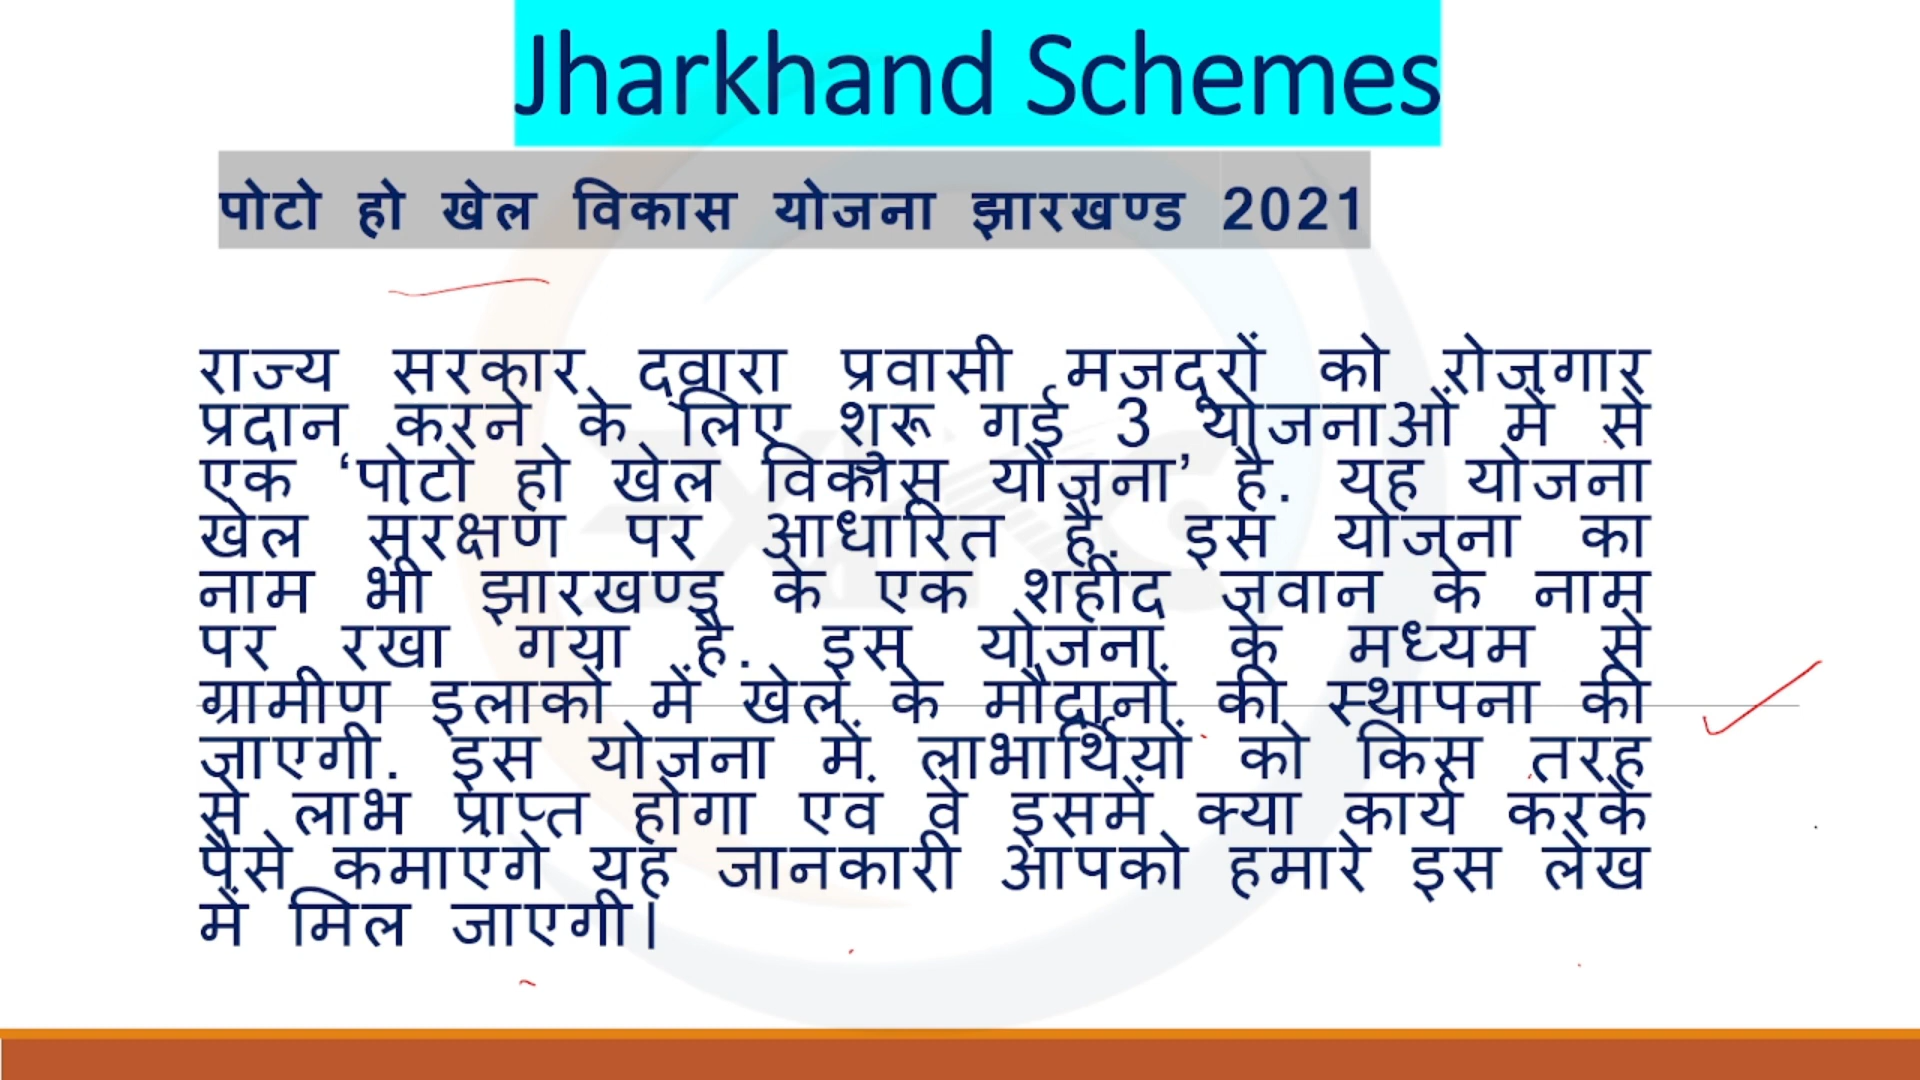 Jharkhand Schemes
पोटो हो खेल विकास योजना झारखण्ड 2021
राज्य सरकार द्वारा प्रवासी मजदूरों को रोजगार
प्रदान करने के लिए शुरू गई 3 योजनाओं में से
एक ‘पोटो हो खेल विकास योजना’ है. यह योजना
खेल सुरक्षण पर आधारित है. इस योजना का
नाम भी झारखण्ड के एक शहीद जवान के नाम
पर रखा गया है. इस योजना के मध्यम से
ग्रामीण इलाकों में खेल के मौदानों की स्थापना की
जाएगी. इस योजना में लाभार्थियों को किस तरह
से लाभ प्राप्त होगा एवं वे इसमें क्या कार्य करके
पैसे कमाएंगे यह जानकारी आपको हमारे इस लेख
में मिल जाएगी|